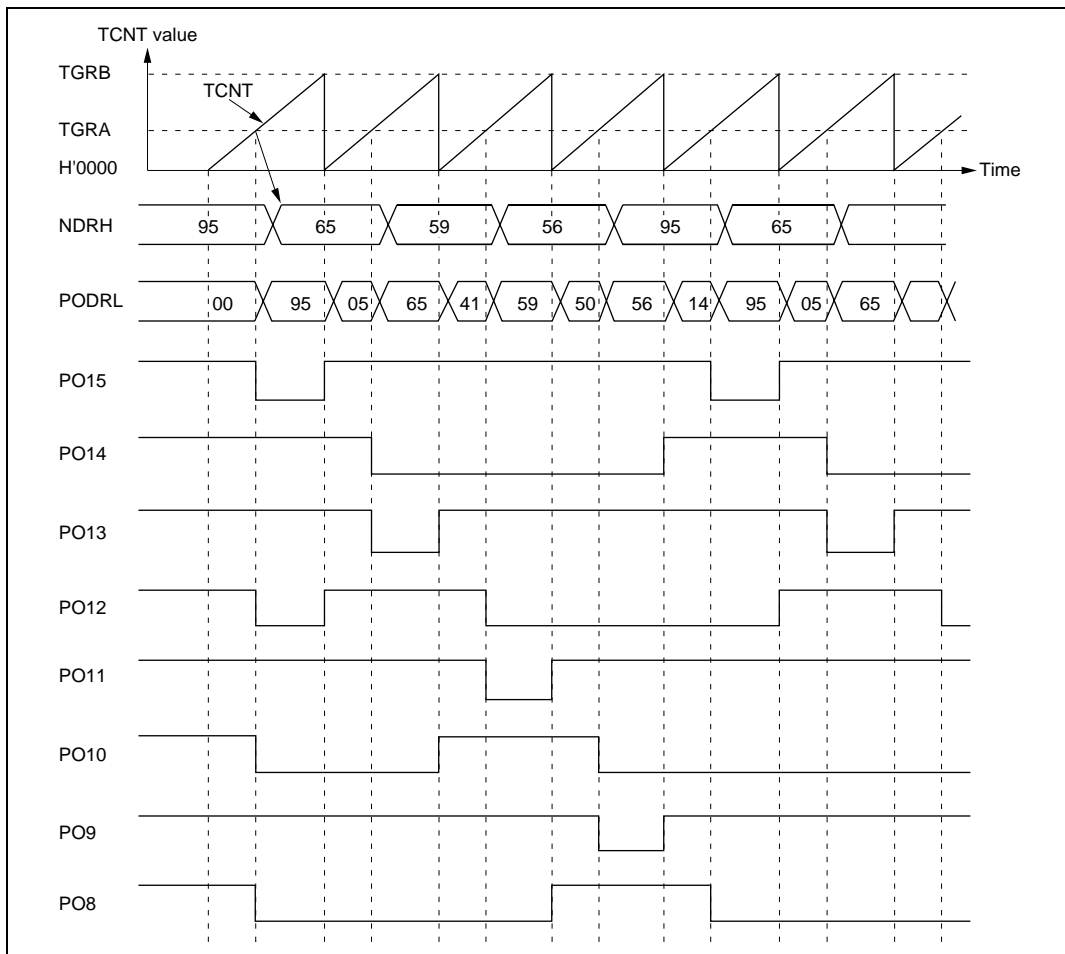 TCNT value
TGRB
TCNT
TGRA
H'0000
Time
NDRH 95 65 59 56 95 65
PODRL 00 95 05 65 41 59 50 56 14 95 05 65
PO15
PO14
PO13
PO12
PO11
PO10
PO9
PO8